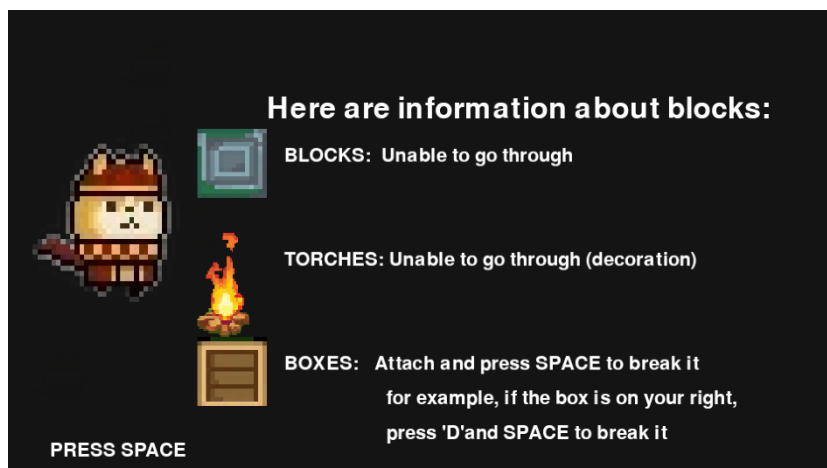 Here are information about blocks:
BLOCKS: Unable to go through
TORCHES: Unable to go through (decoration)
BOXES: Attach and press SPACE to break it
for example, if the box is on your right,
press 'D'and SPACE to break it
PRESS SPACE